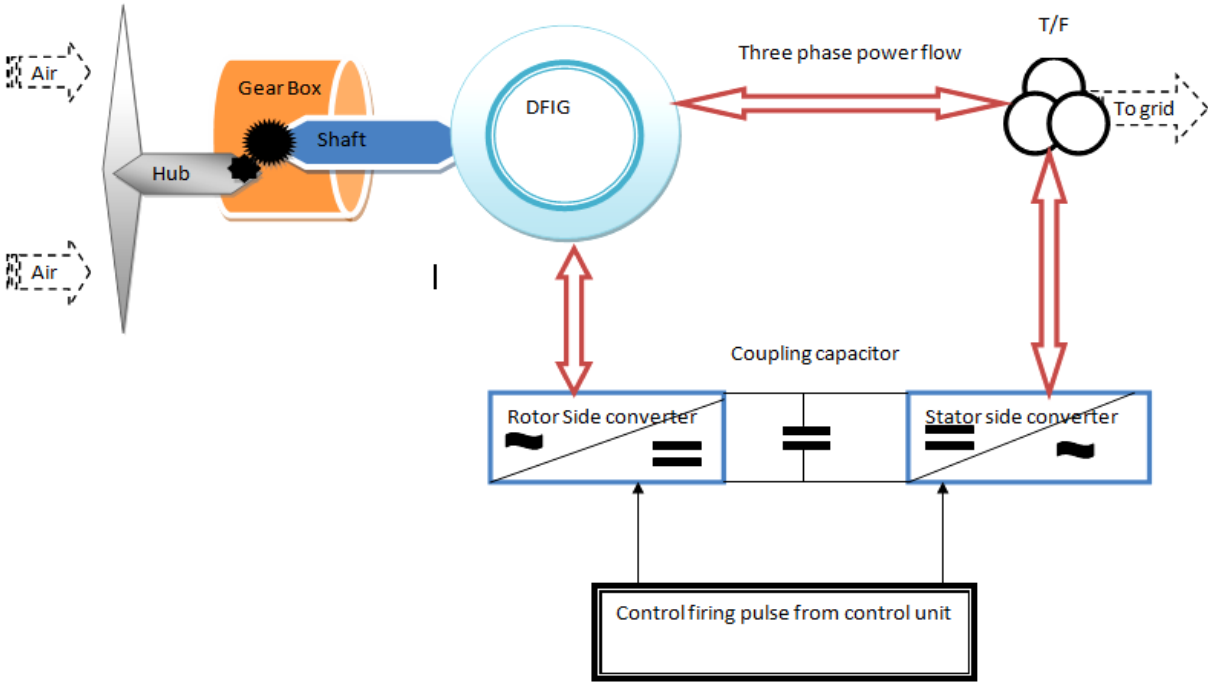 T/F
Three phase power flow
Air
Gear Box
DFIG
To grid
Shaft
Hub
Air
Coupling capacitor
Rotor Side converter
Stator side converter
Control firing pulse from control unit